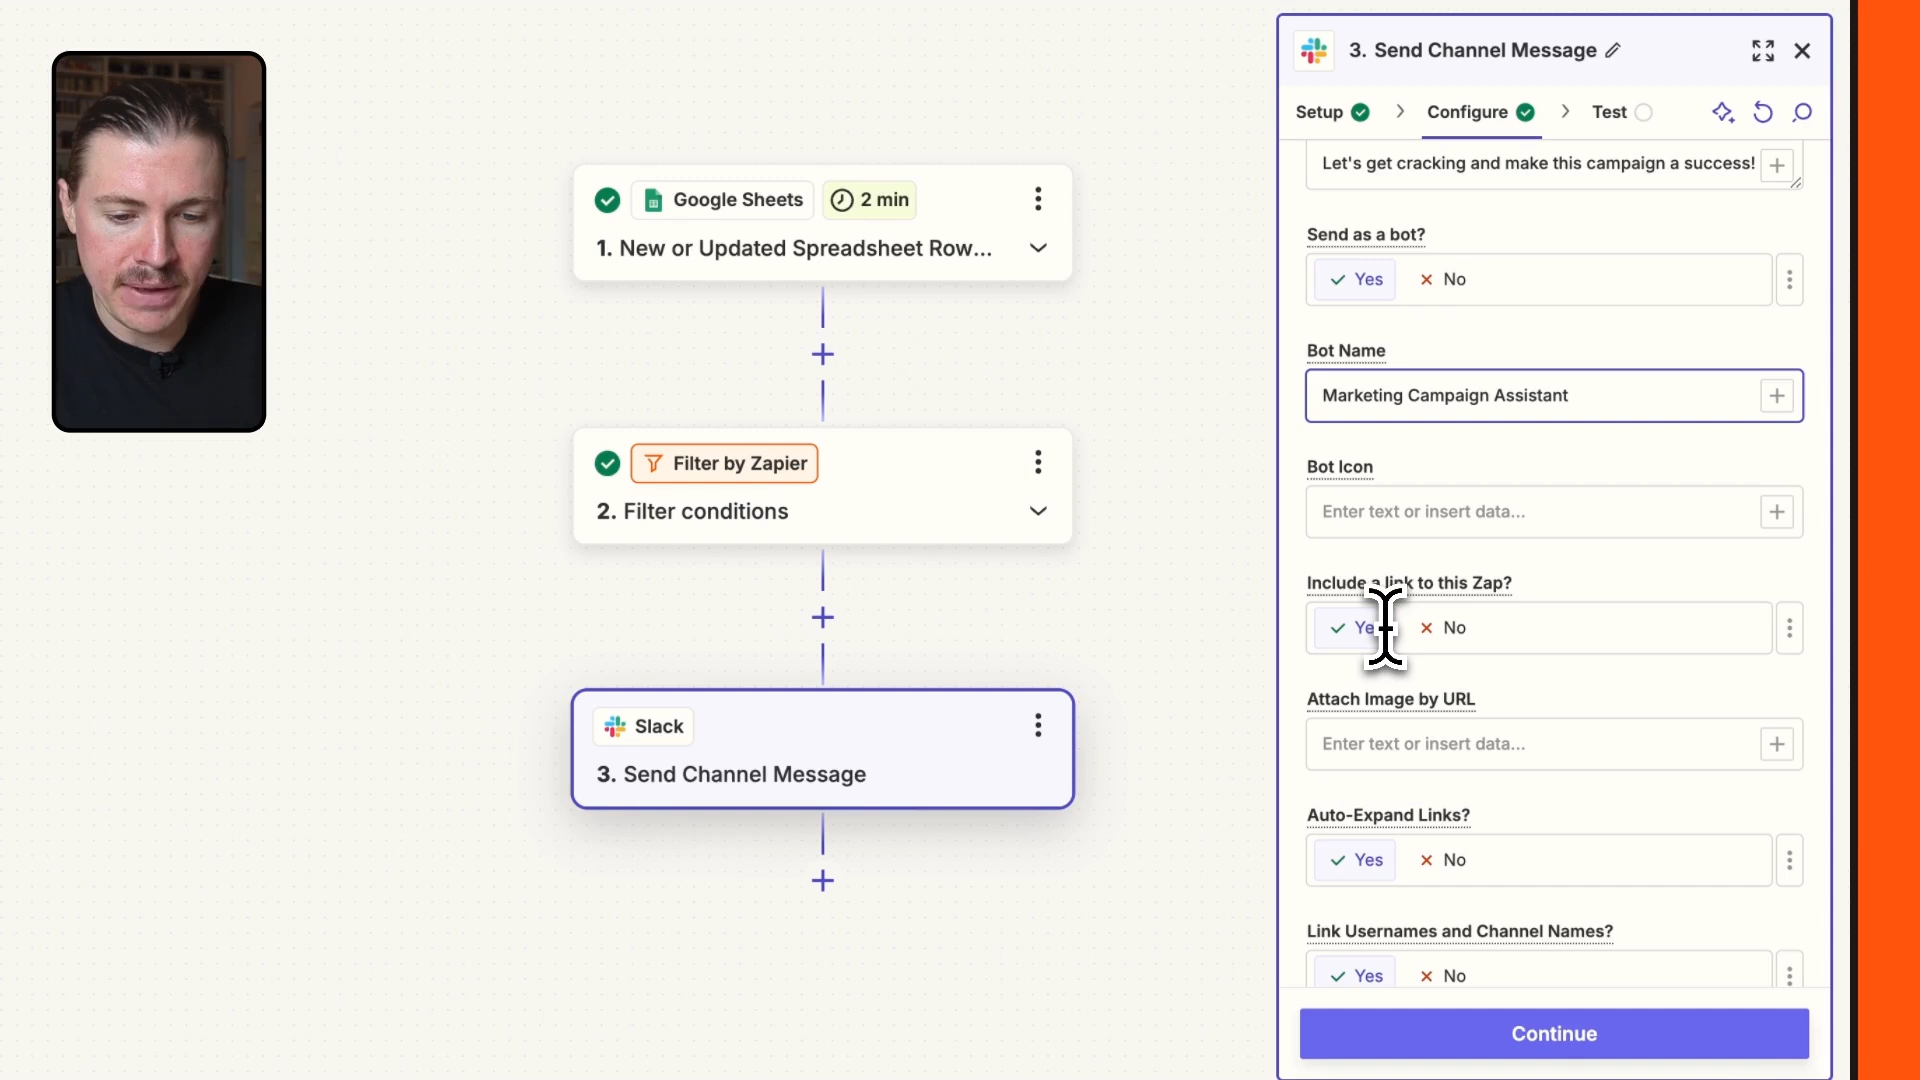 Google Sheets
2 min
1. New or Updated Spreadsheet Row...
Filter by Zapier
2. Filter conditions
Slack
3. Send Channel Message
3. Send Channel Message
Setup
Configure
Test
Let's get cracking and make this campaign a success!
Send as a bot?
Yes No
Bot Name
Marketing Campaign Assistant
Bot Icon
Enter text or insert data...
Include a link to this Zap?
Yes No
Attach Image by URL
Enter text or insert data...
Auto-Expand Links?
Yes No
Link Usernames and Channel Names?
Yes No
Continue